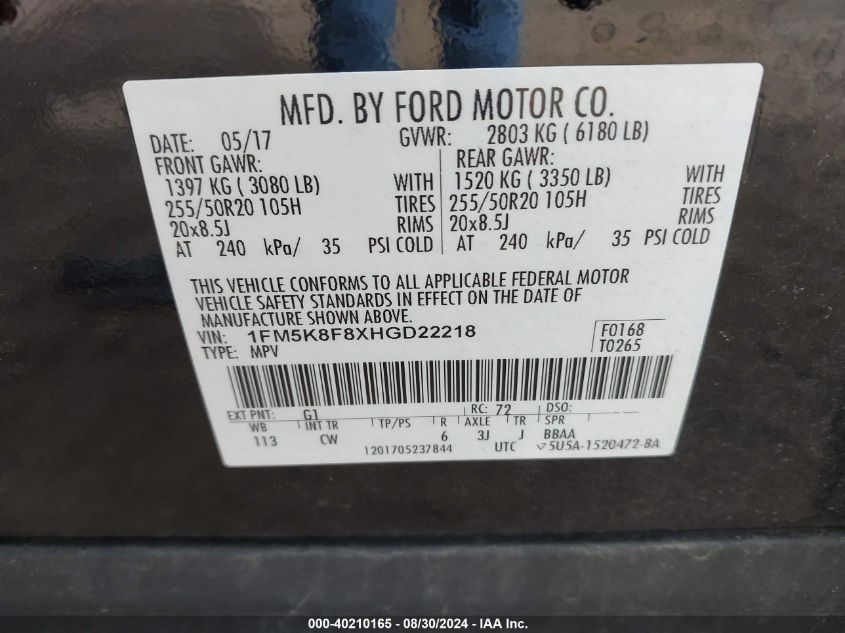 MFD. BY FORD MOTOR CO.
DATE: 05/17 GVWR: 2803 KG ( 6180 LB)
FRONT GAWR: REAR GAWR:
1397 KG ( 3080 LB) WITH 1520 KG ( 3350 LB) WITH
255/50R20 105H TIRES 255/50R20 105H TIRES
20x8.5J RIMS 20x8.5J RIMS
AT 240 kPa/ 35 PSI COLD AT 240 kPa/ 35 PSI COLD
THIS VEHICLE CONFORMS TO ALL APPLICABLE FEDERAL MOTOR
VEHICLE SAFETY STANDARDS IN EFFECT ON THE DATE OF
MANUFACTURE SHOWN ABOVE.
VIN: 1FM5K8F8XHGD22218 F0168
TYPE: MPV T0265
EXT PNT: G1 RC: 72 DSO:
WB INT TR TP/PS R AXLE TR SPR
113 CW 6 3J J BBAA
1201705237844 UTC 5U5A-1520472-BA
000-40210165 - 08/30/2024 - IAA Inc.